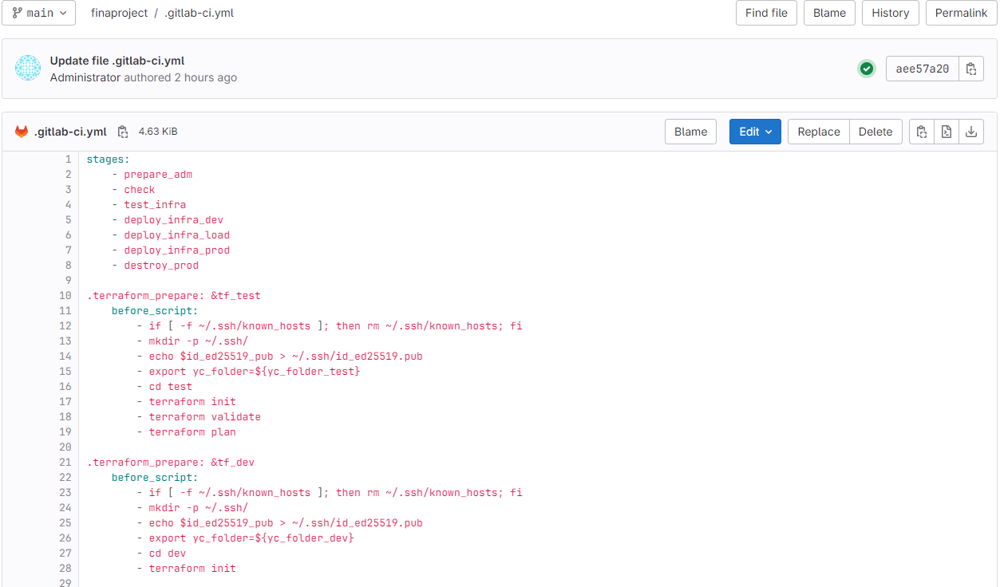 main finaproject / .gitlab-ci.yml Find file Blame History Permalink
Update file .gitlab-ci.yml
Administrator authored 2 hours ago
aee57a20
.gitlab-ci.yml 4.63 KiB Blame Edit Replace Delete
1 stages:
2     - prepare_adm
3     - check
4     - test_infra
5     - deploy_infra_dev
6     - deploy_infra_load
7     - deploy_infra_prod
8     - destroy_prod
9
10 .terraform_prepare: &tf_test
11     before_script:
12         - if [ -f ~/.ssh/known_hosts ]; then rm ~/.ssh/known_hosts; fi
13         - mkdir -p ~/.ssh/
14         - echo $id_ed25519_pub > ~/.ssh/id_ed25519.pub
15         - export yc_folder=${yc_folder_test}
16         - cd test
17         - terraform init
18         - terraform validate
19         - terraform plan
20
21 .terraform_prepare: &tf_dev
22     before_script:
23         - if [ -f ~/.ssh/known_hosts ]; then rm ~/.ssh/known_hosts; fi
24         - mkdir -p ~/.ssh/
25         - echo $id_ed25519_pub > ~/.ssh/id_ed25519.pub
26         - export yc_folder=${yc_folder_dev}
27         - cd dev
28         - terraform init
29